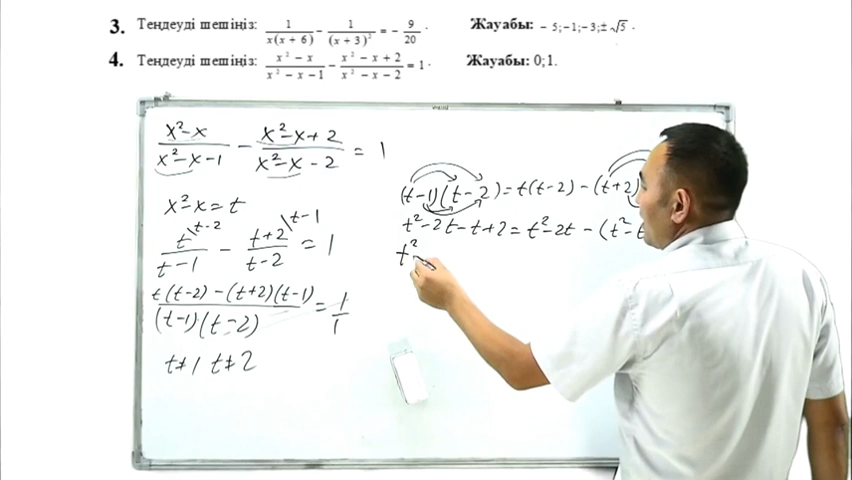 3. Теңдеуді шешіңіз: 1/(x(x + 6)) − 1/(x + 3)² = − 9/20. Жауабы: − 5;−1;−3;±√5.
4. Теңдеуді шешіңіз: (x² − x)/(x² − x − 1) − (x² − x + 2)/(x² − x − 2) = 1. Жауабы: 0;1.
(x²−x)/(x²−x−1) − (x²−x+2)/(x²−x−2) = 1
x²−x=t
t\t−2/(t−1) − (t+2)\t−1/(t−2) = 1
(t(t−2)−(t+2)(t−1))/((t−1)(t−2)) = 1/1
t≠1 t≠2
(t−1)(t−2)=t(t−2)−(t+2)
t²−2t−t+2=t²−2t−(t²−
t²−